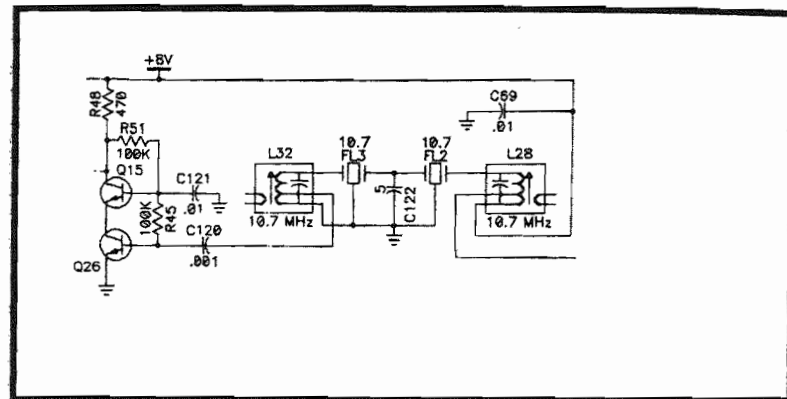 +8V
R48
470
R51
100K
Q15
C121
.01
100K
R45
C120
.001
Q26
L32
10.7 MHz
10.7
FL3
5
C122
10.7
FL2
C69
.01
L28
10.7 MHz